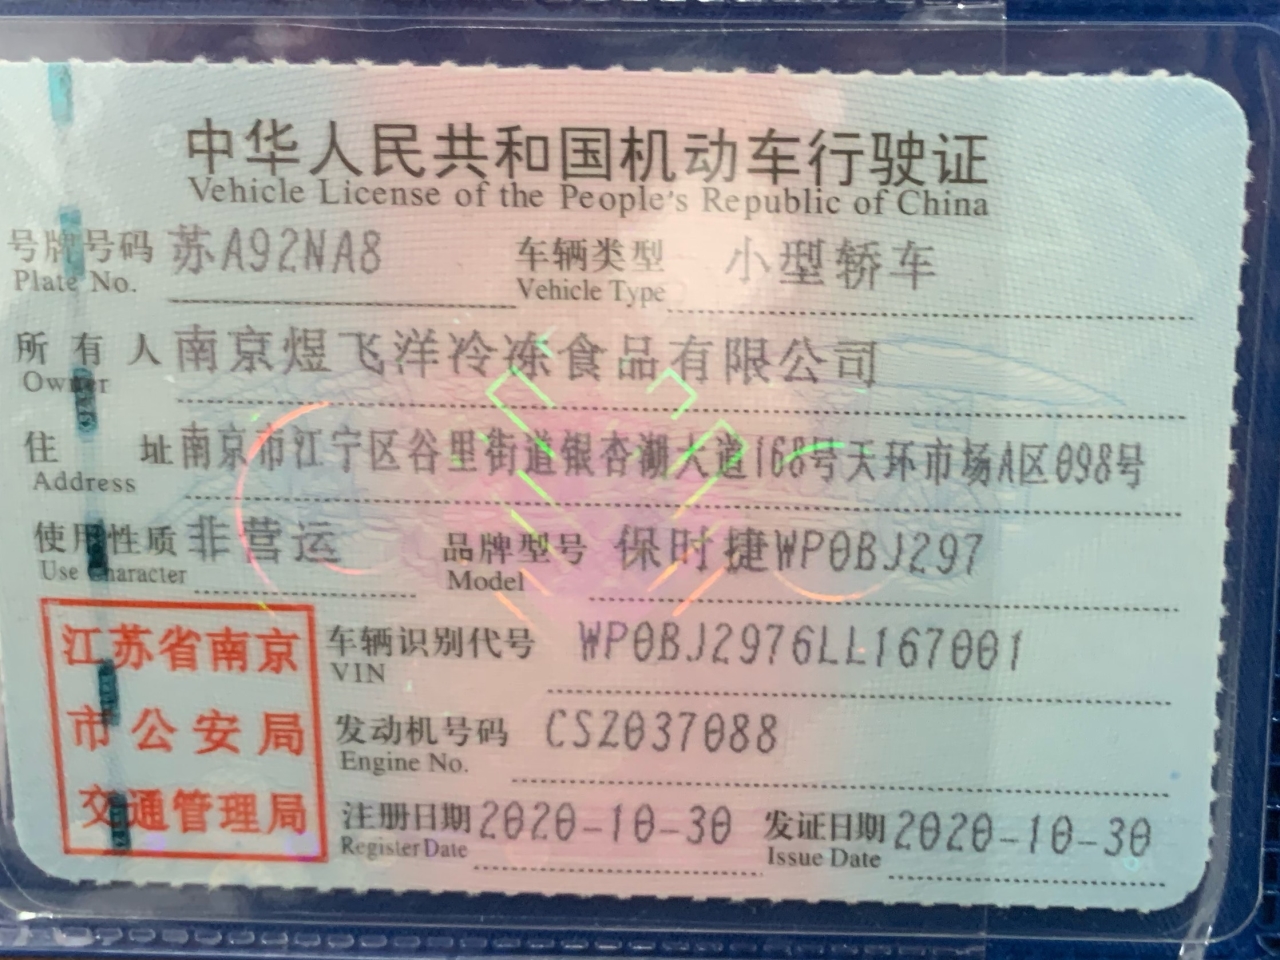 中华人民共和国机动车行驶证
Vehicle License of the People's Republic of China
号牌号码 苏A92NA8 车辆类型 小型轿车
Plate No. Vehicle Type
所有人 南京煜飞洋冷冻食品有限公司
Owner
住址 南京市江宁区谷里街道银杏湖大道168号天环市场A区098号
Address
使用性质 非营运 品牌型号 保时捷WP0BJ297
Use Character Model
江苏省南京
市公安局
交通管理局
车辆识别代号 WP0BJ2976LL167001
VIN
发动机号码 CSZ037088
Engine No.
注册日期 2020-10-30 发证日期 2020-10-30
Register Date Issue Date